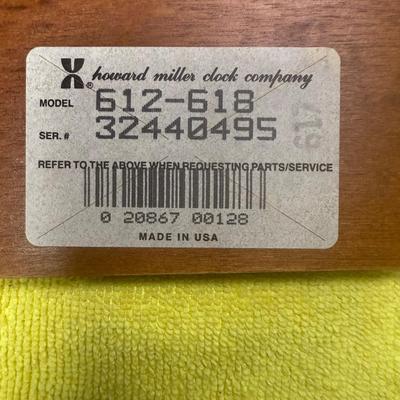 howard miller clock company
MODEL 612-618
SER. # 32440495
REFER TO THE ABOVE WHEN REQUESTING PARTS/SERVICE
0 20867 00128
MADE IN USA